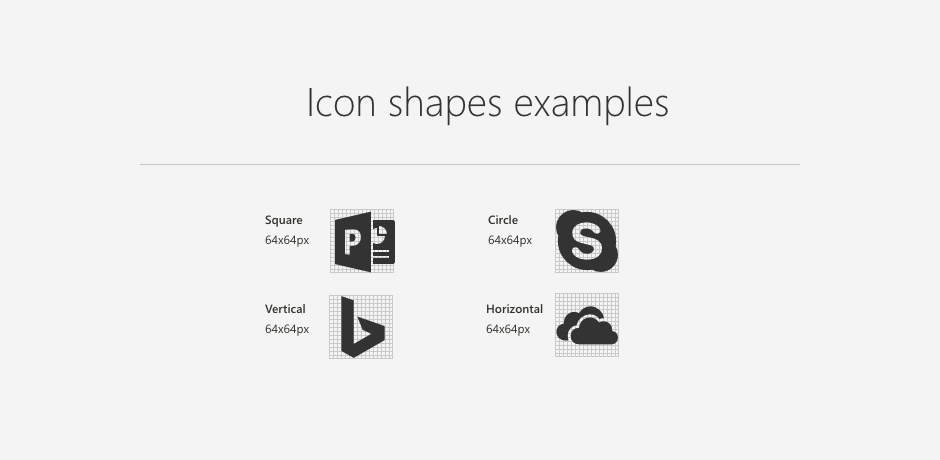 Icon shapes examples
Square
64x64px
P
Circle
64x64px
S
Vertical
64x64px
b
Horizontal
64x64px